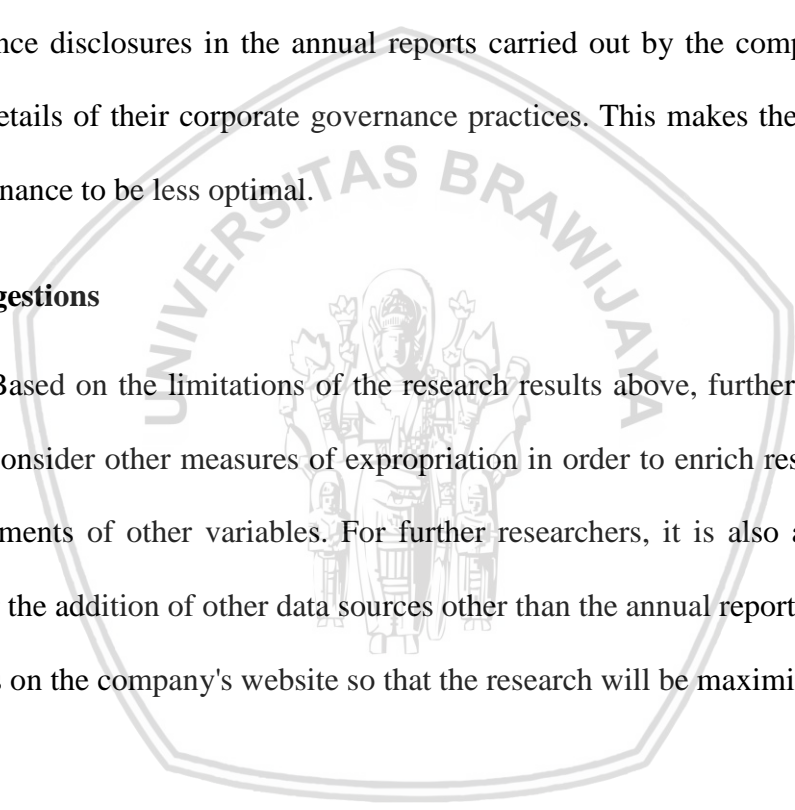 nce disclosures in the annual reports carried out by the comp
etails of their corporate governance practices. This makes the
nance to be less optimal.
gestions
Based on the limitations of the research results above, further
onsider other measures of expropriation in order to enrich res
ments of other variables. For further researchers, it is also a
the addition of other data sources other than the annual report
s on the company's website so that the research will be maximi
UNIVERSITAS BRAWIJAYA